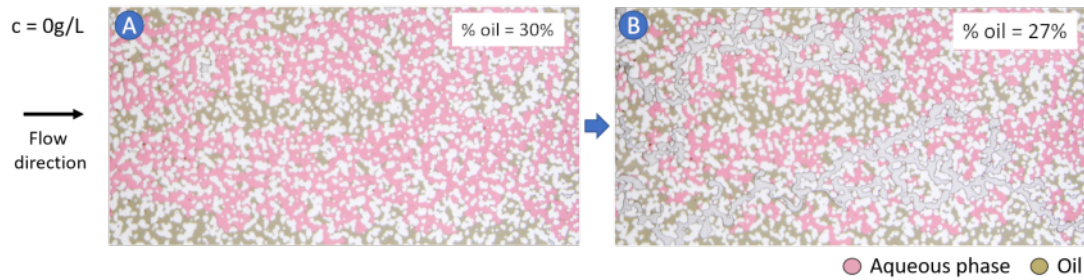 c = 0g/L
A
% oil = 30%
B
% oil = 27%
Flow
direction
Aqueous phase
Oil